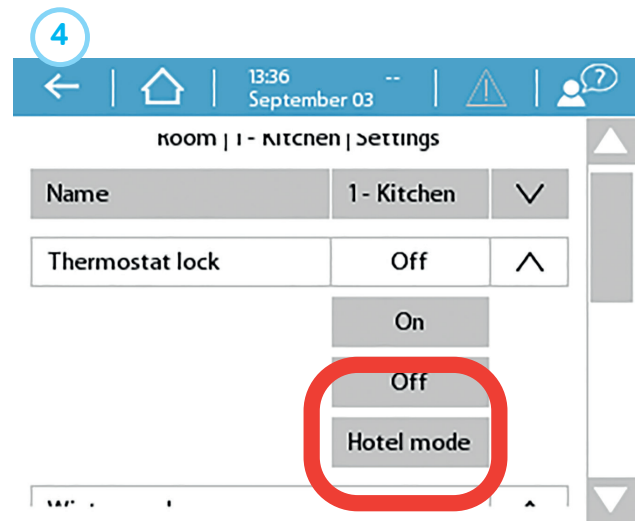 4
13:36 --
September 03
?
Room | 1 - Kitchen | Settings
Name 1 - Kitchen
Thermostat lock Off
On
Off
Hotel mode